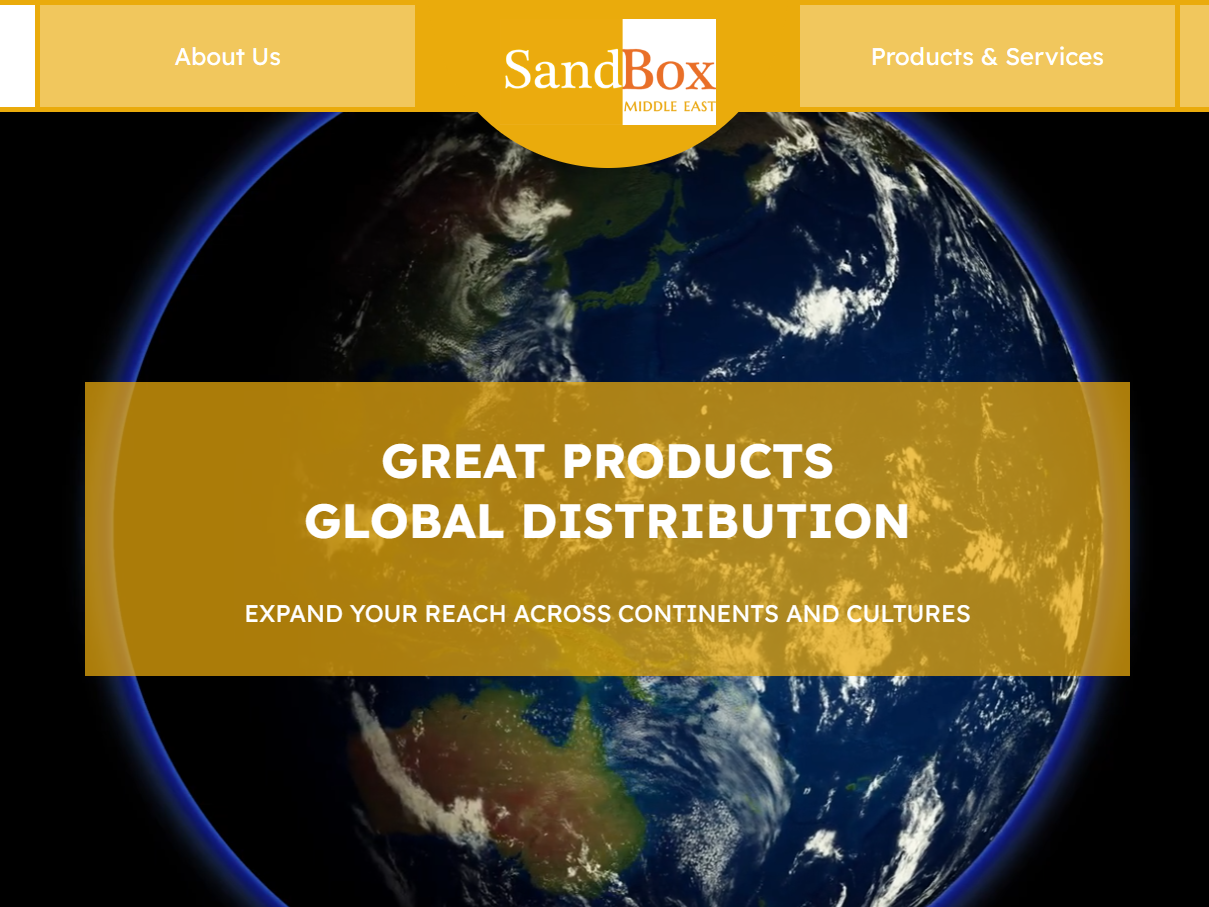 About Us
SandBox
MIDDLE EAST
Products & Services
GREAT PRODUCTS
GLOBAL DISTRIBUTION
EXPAND YOUR REACH ACROSS CONTINENTS AND CULTURES